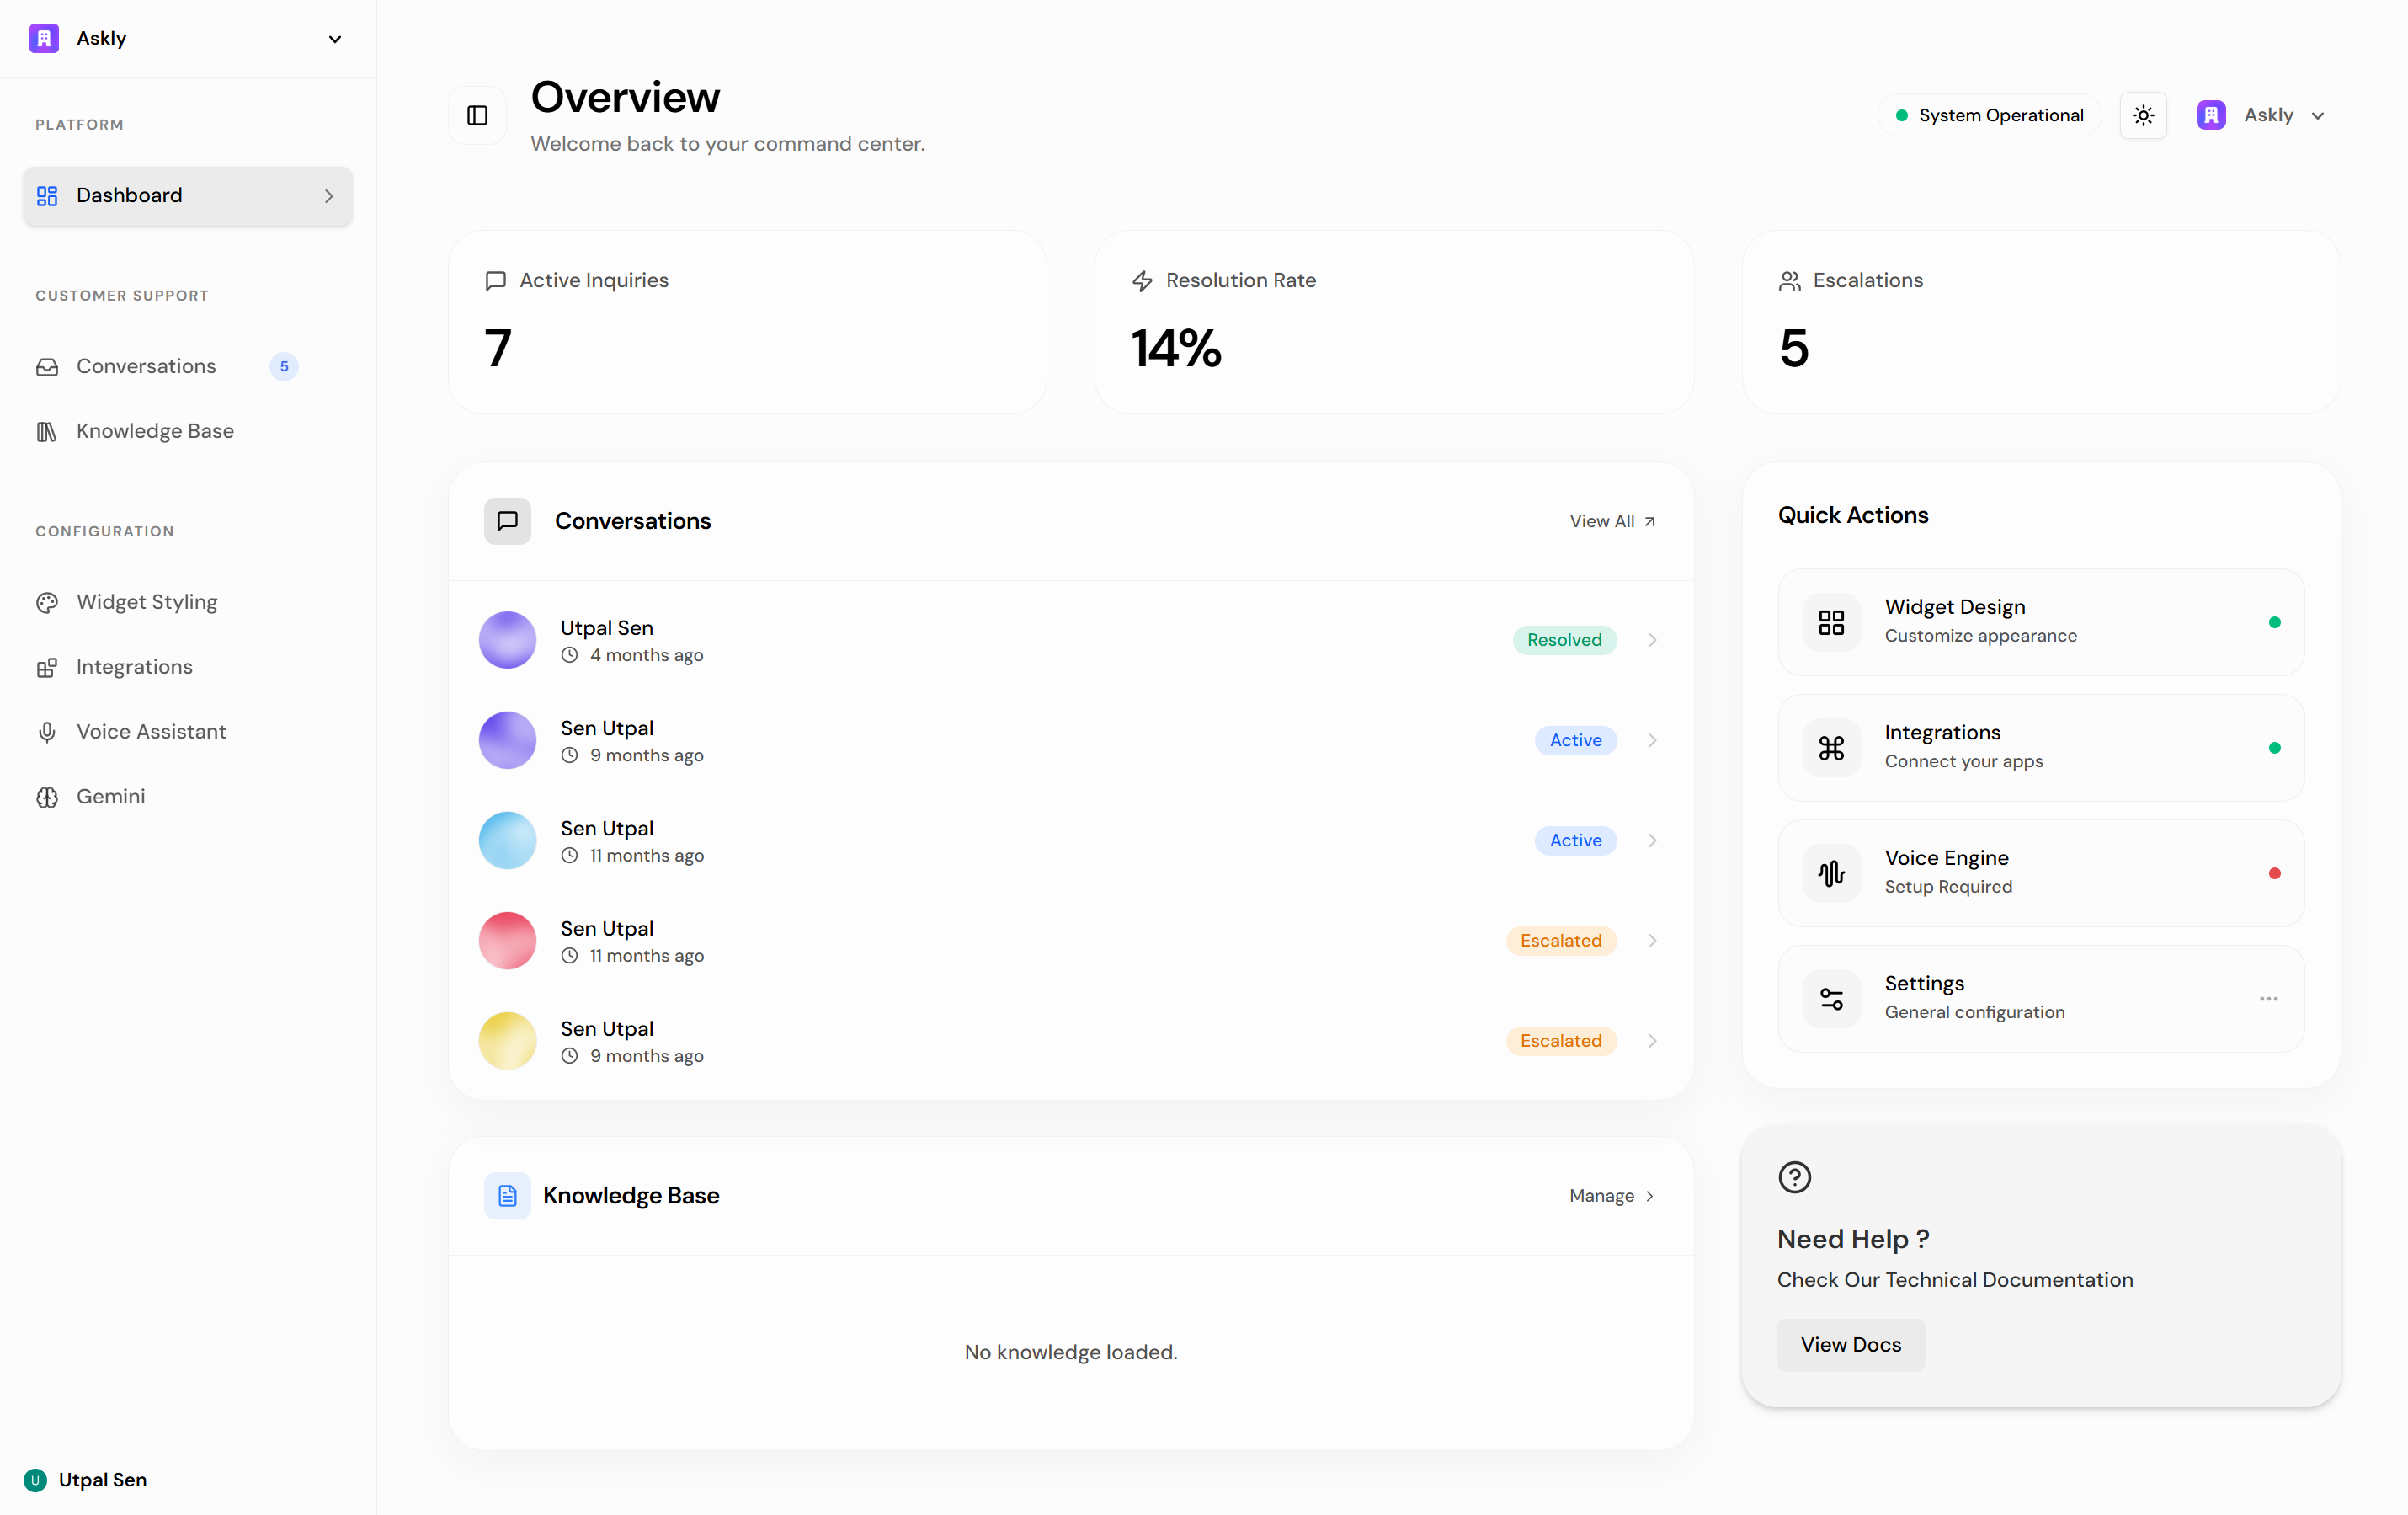 Askly
PLATFORM
Dashboard
CUSTOMER SUPPORT
Conversations 5
Knowledge Base
CONFIGURATION
Widget Styling
Integrations
Voice Assistant
Gemini
U Utpal Sen
Overview
Welcome back to your command center.
System Operational
Askly
Active Inquiries
7
Resolution Rate
14%
Escalations
5
Conversations
View All
Utpal Sen
4 months ago
Resolved
Sen Utpal
9 months ago
Active
Sen Utpal
11 months ago
Active
Sen Utpal
11 months ago
Escalated
Sen Utpal
9 months ago
Escalated
Knowledge Base
Manage
No knowledge loaded.
Quick Actions
Widget Design
Customize appearance
Integrations
Connect your apps
Voice Engine
Setup Required
Settings
General configuration
Need Help ?
Check Our Technical Documentation
View Docs